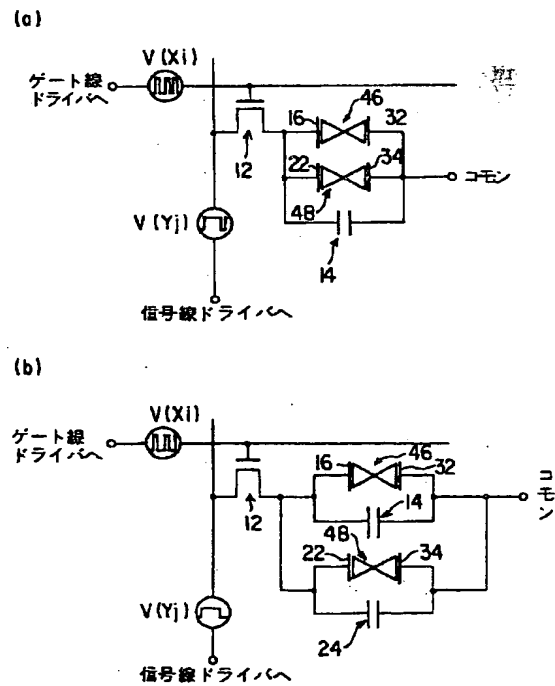 (a)
V(Xi)
ゲート線
ドライバへ
16
46
32
12
22
34
コモン
48
V(Yj)
14
信号線ドライバへ
(b)
V(Xi)
ゲート線
ドライバへ
16
46
32
コモン
12
14
48
22
34
V(Yj)
24
信号線ドライバへ